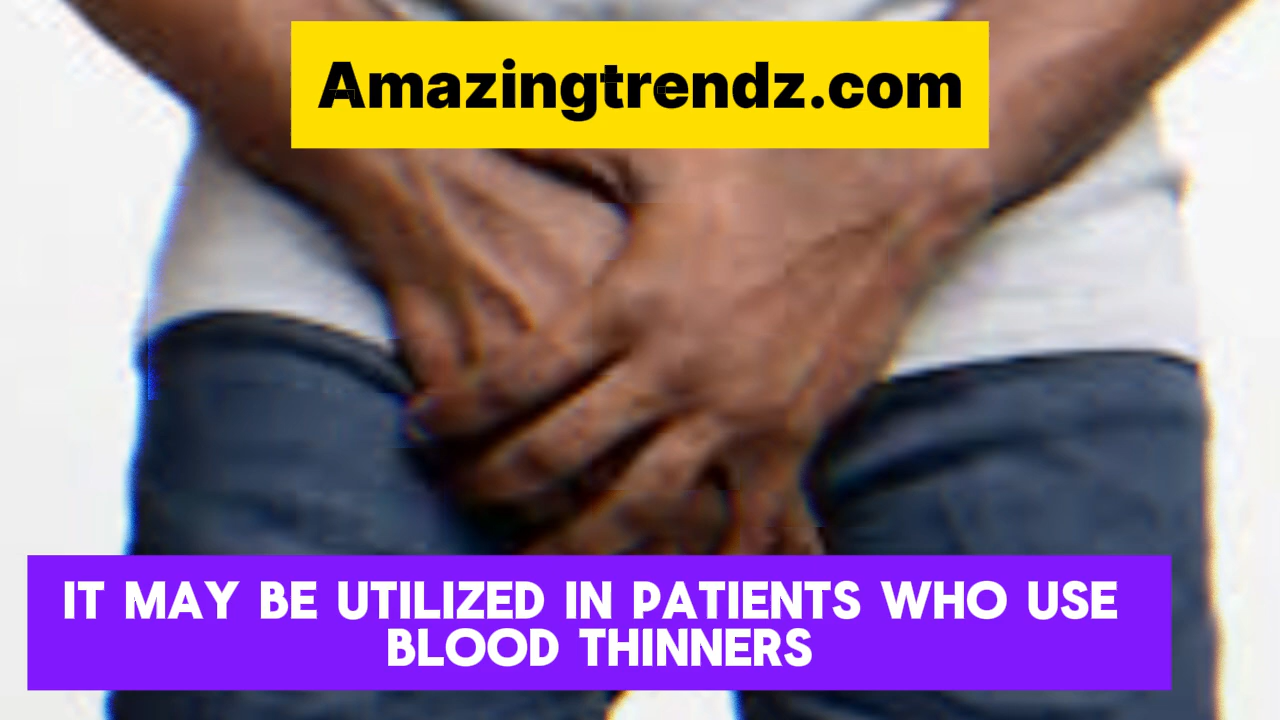 Amazingtrendz.com
IT MAY BE UTILIZED IN PATIENTS WHO USE
BLOOD THINNERS